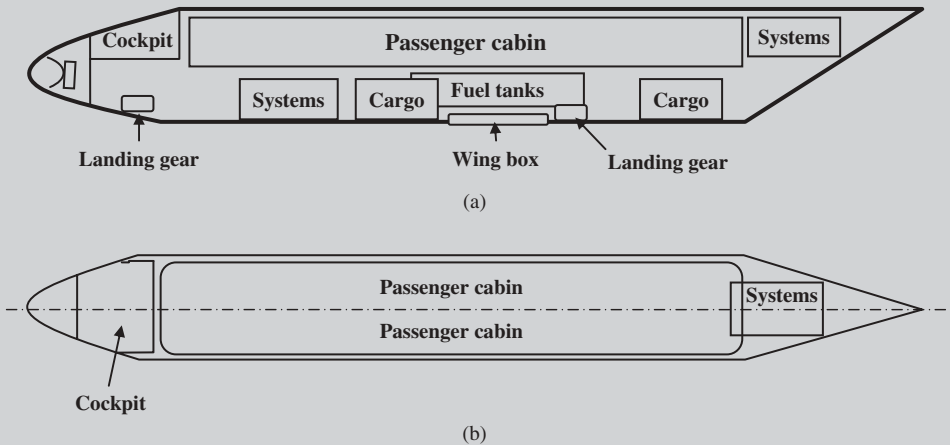 Cockpit
Passenger cabin
Systems
Systems
Cargo
Fuel tanks
Cargo
Landing gear
Wing box
Landing gear
(a)
Passenger cabin
Systems
Passenger cabin
Cockpit
(b)